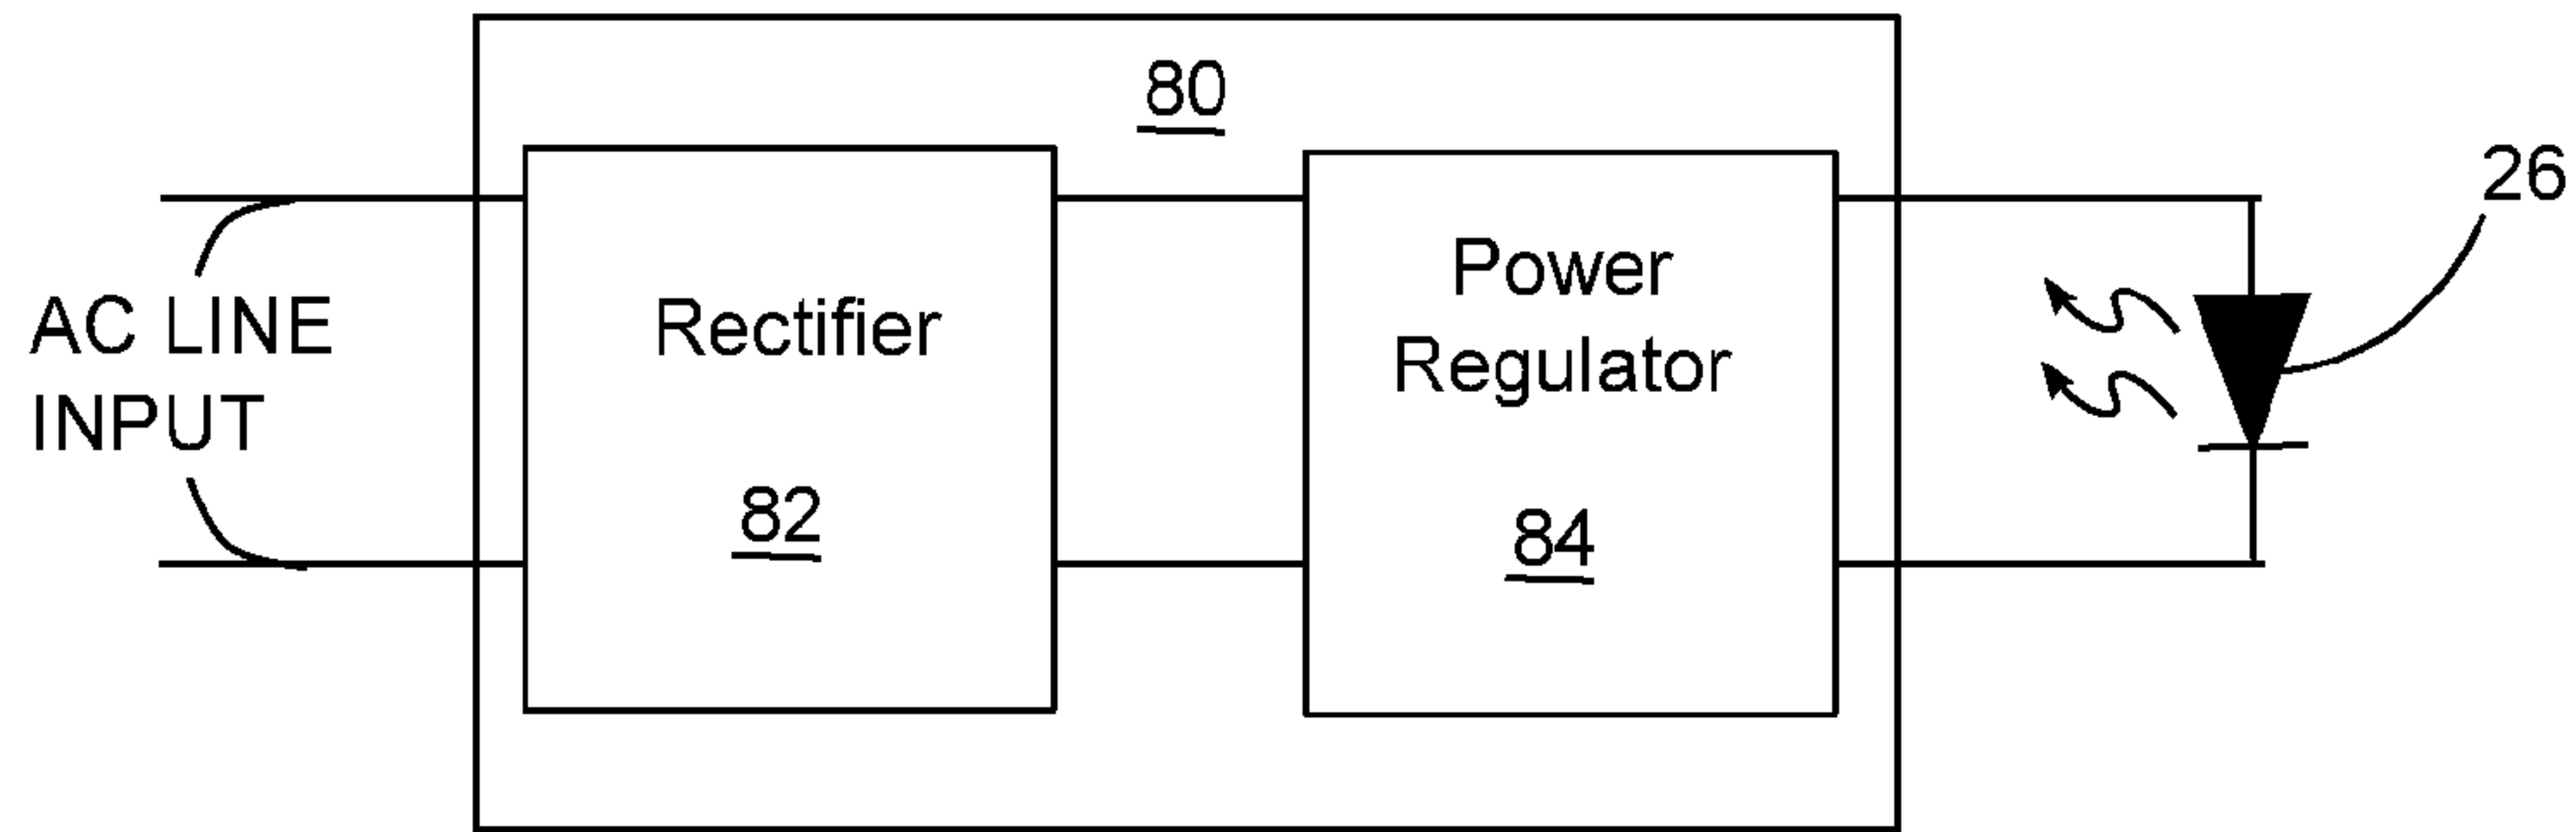 80
26
AC LINE
INPUT
Rectifier
82
Power
Regulator
84